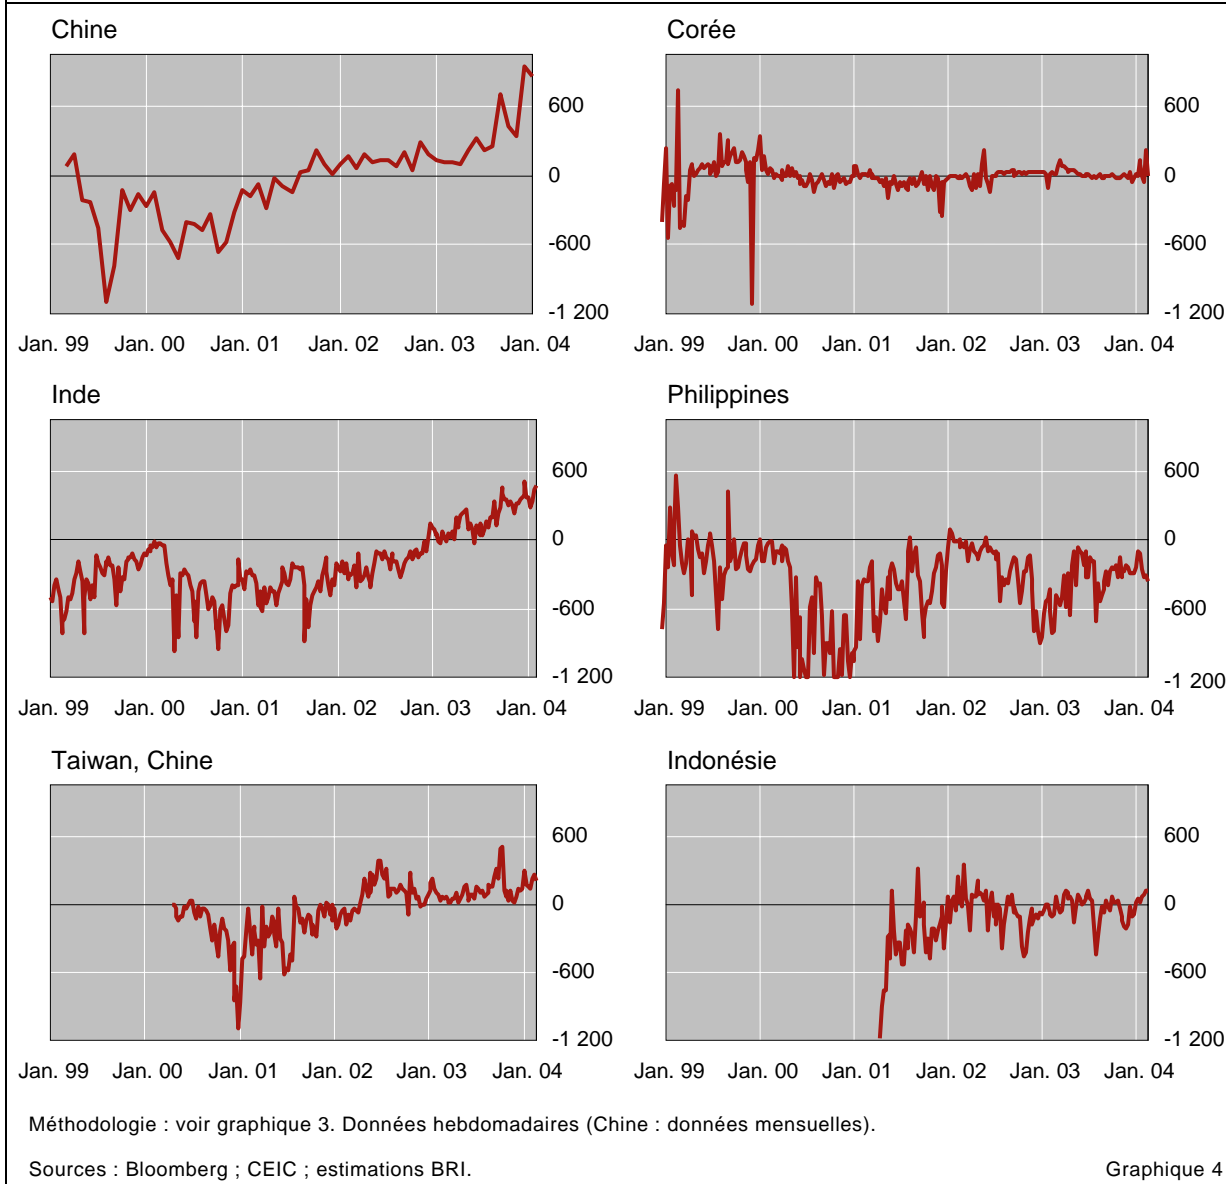 Chine
600
0
-600
-1 200
Jan. 99 Jan. 00 Jan. 01 Jan. 02 Jan. 03 Jan. 04
Corée
600
0
-600
-1 200
Jan. 99 Jan. 00 Jan. 01 Jan. 02 Jan. 03 Jan. 04
Inde
600
0
-600
-1 200
Jan. 99 Jan. 00 Jan. 01 Jan. 02 Jan. 03 Jan. 04
Philippines
600
0
-600
-1 200
Jan. 99 Jan. 00 Jan. 01 Jan. 02 Jan. 03 Jan. 04
Taiwan, Chine
600
0
-600
-1 200
Jan. 99 Jan. 00 Jan. 01 Jan. 02 Jan. 03 Jan. 04
Indonésie
600
0
-600
-1 200
Jan. 99 Jan. 00 Jan. 01 Jan. 02 Jan. 03 Jan. 04
Méthodologie : voir graphique 3. Données hebdomadaires (Chine : données mensuelles).
Sources : Bloomberg ; CEIC ; estimations BRI.
Graphique 4